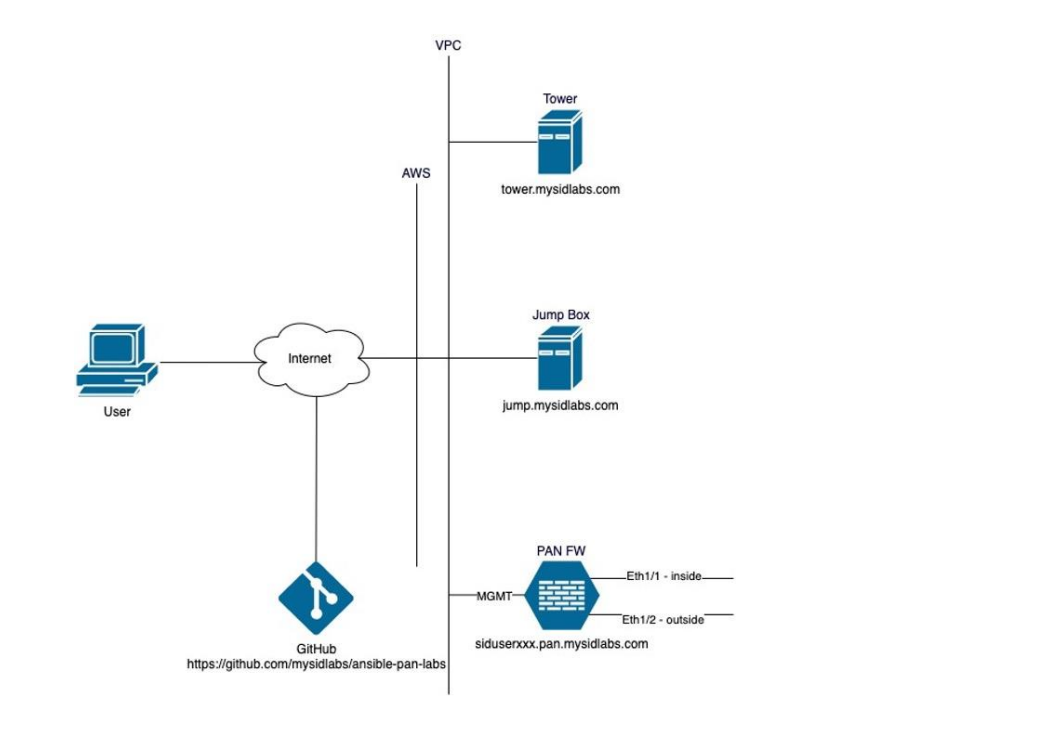 VPC
Tower
tower.mysidlabs.com
AWS
Jump Box
jump.mysidlabs.com
Internet
User
PAN FW
Eth1/1 - inside
MGMT
Eth1/2 - outside
siduserxxx.pan.mysidlabs.com
GitHub
https://github.com/mysidlabs/ansible-pan-labs